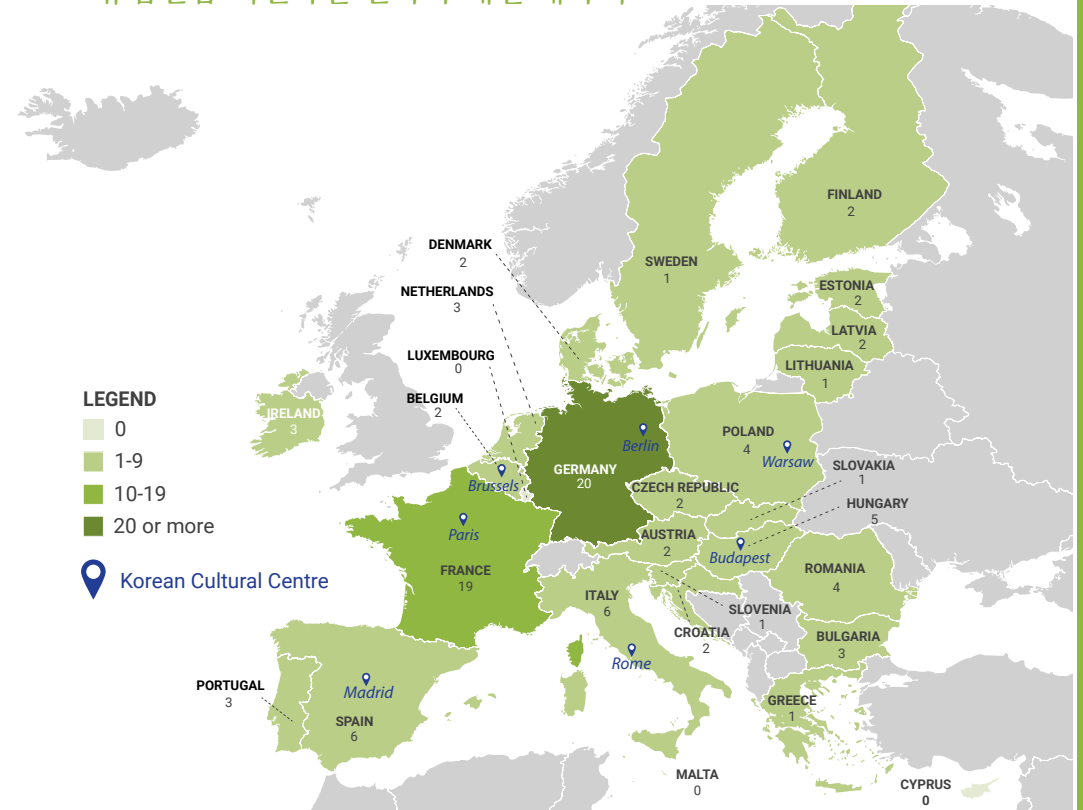 FINLAND
2
DENMARK
2
SWEDEN
1
NETHERLANDS
3
ESTONIA
2
LATVIA
2
LUXEMBOURG
0
LITHUANIA
1
LEGEND
0
1-9
10-19
20 or more
Korean Cultural Centre
BELGIUM
2
IRELAND
3
Berlin
POLAND
4
Warsaw
GERMANY
20
Brussels
SLOVAKIA
1
CZECH REPUBLIC
2
HUNGARY
5
Paris
AUSTRIA
2
Budapest
FRANCE
19
ROMANIA
4
ITALY
6
SLOVENIA
1
CROATIA
2
BULGARIA
3
Rome
PORTUGAL
3
Madrid
SPAIN
6
GREECE
1
MALTA
0
CYPRUS
0